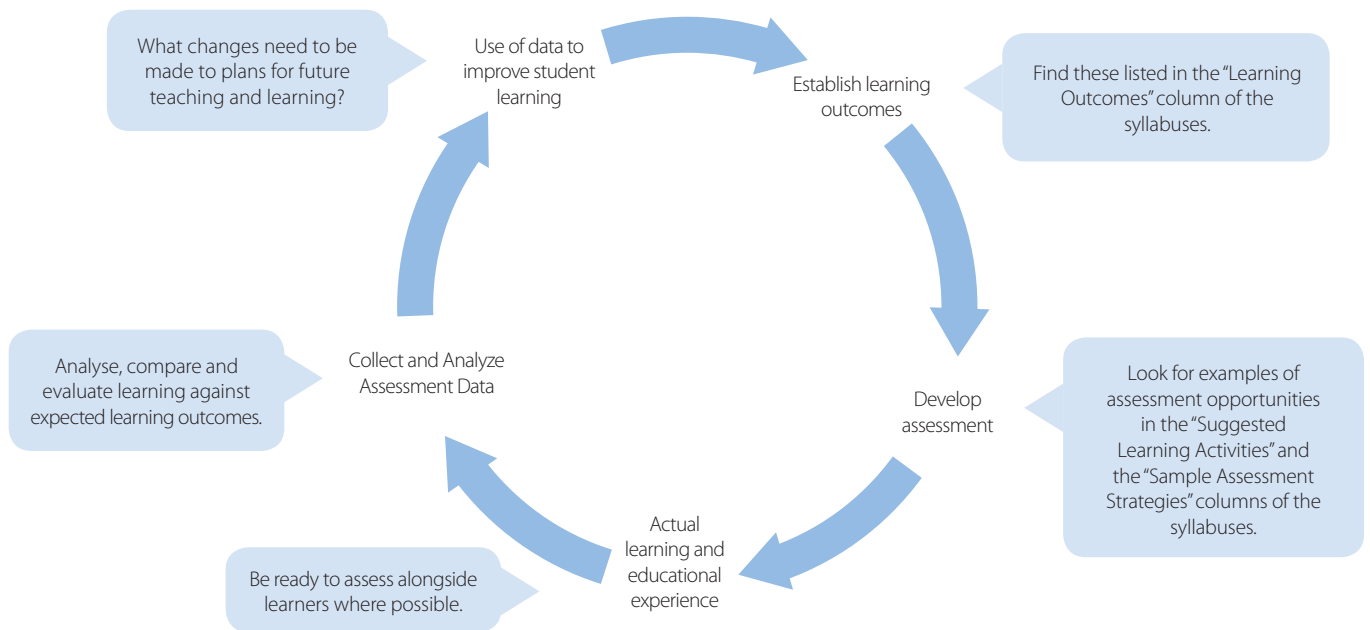 What changes need to be
made to plans for future
teaching and learning?
Use of data to
improve student
learning
Establish learning
outcomes
Find these listed in the “Learning
Outcomes” column of the
syllabuses.
Analyse, compare and
evaluate learning against
expected learning outcomes.
Collect and Analyze
Assessment Data
Develop
assessment
Look for examples of
assessment opportunities
in the “Suggested
Learning Activities” and
the “Sample Assessment
Strategies” columns of the
syllabuses.
Be ready to assess alongside
learners where possible.
Actual
learning and
educational
experience